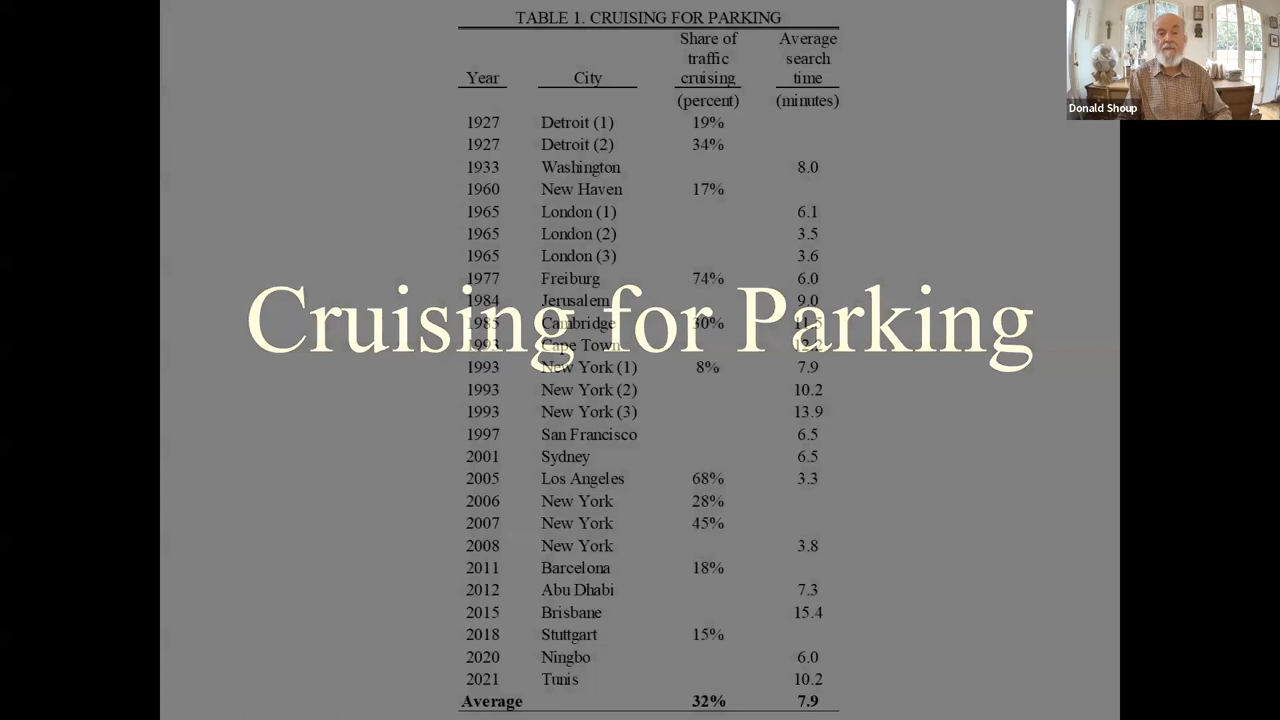 TABLE 1. CRUISING FOR PARKING
Year City Share of traffic cruising Average search time
(percent) (minutes)
1927 Detroit (1) 19%
1927 Detroit (2) 34%
1933 Washington 8.0
1960 New Haven 17%
1965 London (1) 6.1
1965 London (2) 3.5
1965 London (3) 3.6
1977 Freiburg 74% 6.0
1984 Jerusalem 9.0
1985 Cambridge 30% 11.5
1993 Cape Town 12.2
1993 New York (1) 8% 7.9
1993 New York (2) 10.2
1993 New York (3) 13.9
1997 San Francisco 6.5
2001 Sydney 6.5
2005 Los Angeles 68% 3.3
2006 New York 28%
2007 New York 45%
2008 New York 3.8
2011 Barcelona 18%
2012 Abu Dhabi 7.3
2015 Brisbane 15.4
2018 Stuttgart 15%
2020 Ningbo 6.0
2021 Tunis 10.2
Average 32% 7.9
Cruising for Parking
Donald Shoup